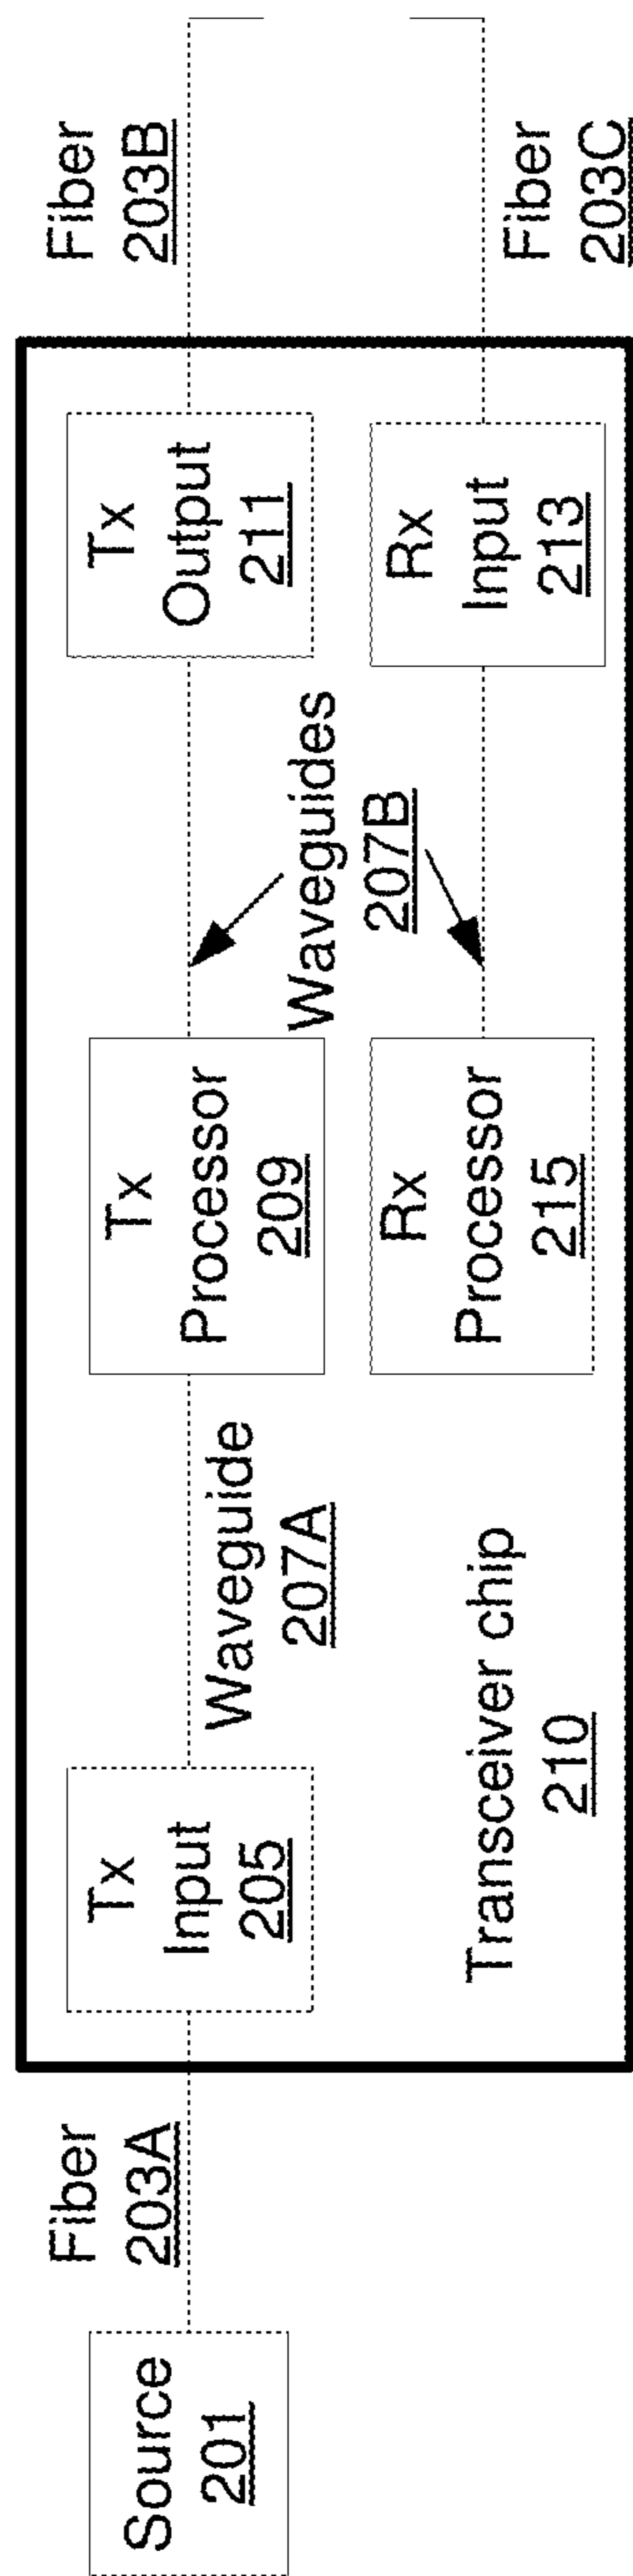 Source
201
Fiber
203A
Tx
Input
205
Waveguide
207A
Tx
Processor
209
Waveguides
207B
Tx
Output
211
Fiber
203B
Transceiver chip
210
Rx
Processor
215
Rx
Input
213
Fiber
203C